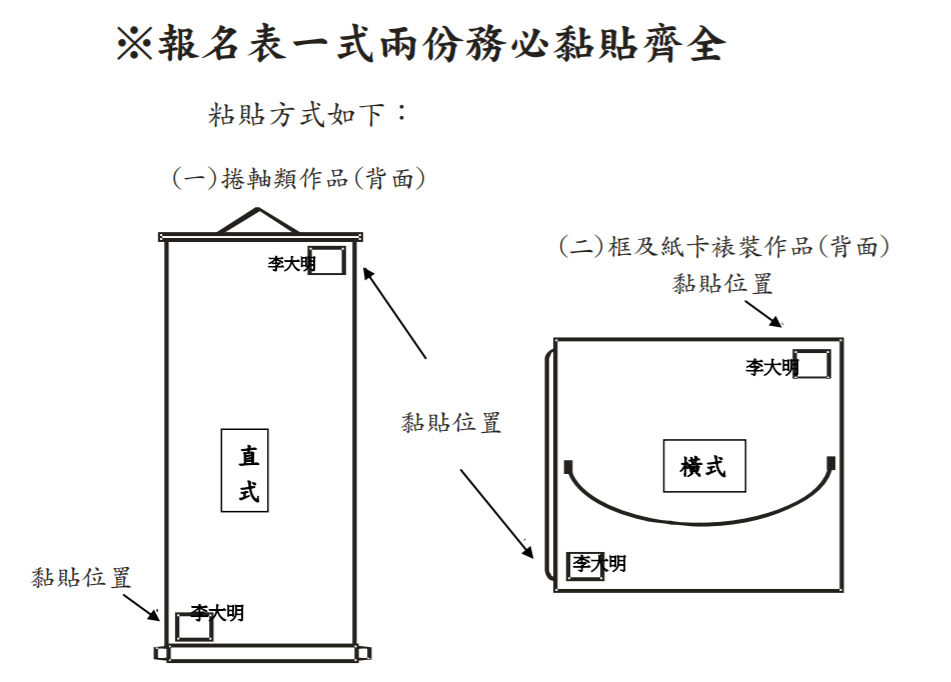 ※報名表一式兩份務必黏貼齊全
粘貼方式如下：
(一)捲軸類作品(背面)
(二)框及紙卡裱裝作品(背面)
黏貼位置
李大明
李大明
黏貼位置
直
式
橫式
李大明
黏貼位置
李大明